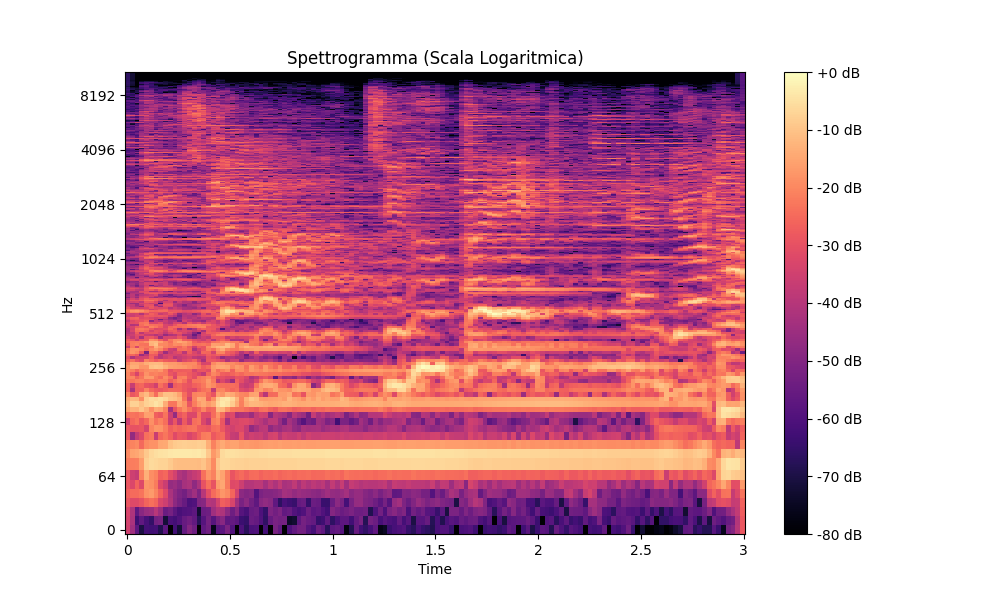 Spettrogramma (Scala Logaritmica)
8192
4096
2048
1024
512
256
128
64
0
Hz
0
0.5
1
1.5
2
2.5
3
Time
+0 dB
-10 dB
-20 dB
-30 dB
-40 dB
-50 dB
-60 dB
-70 dB
-80 dB